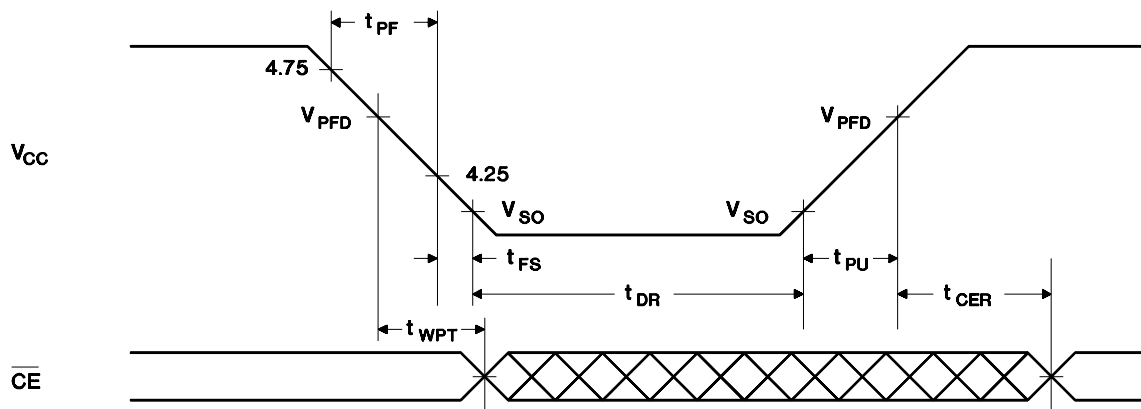 t PF
4.75
V PFD
V PFD
V CC
4.25
V SO
V SO
t FS
t PU
t DR
t CER
t WPT
CE